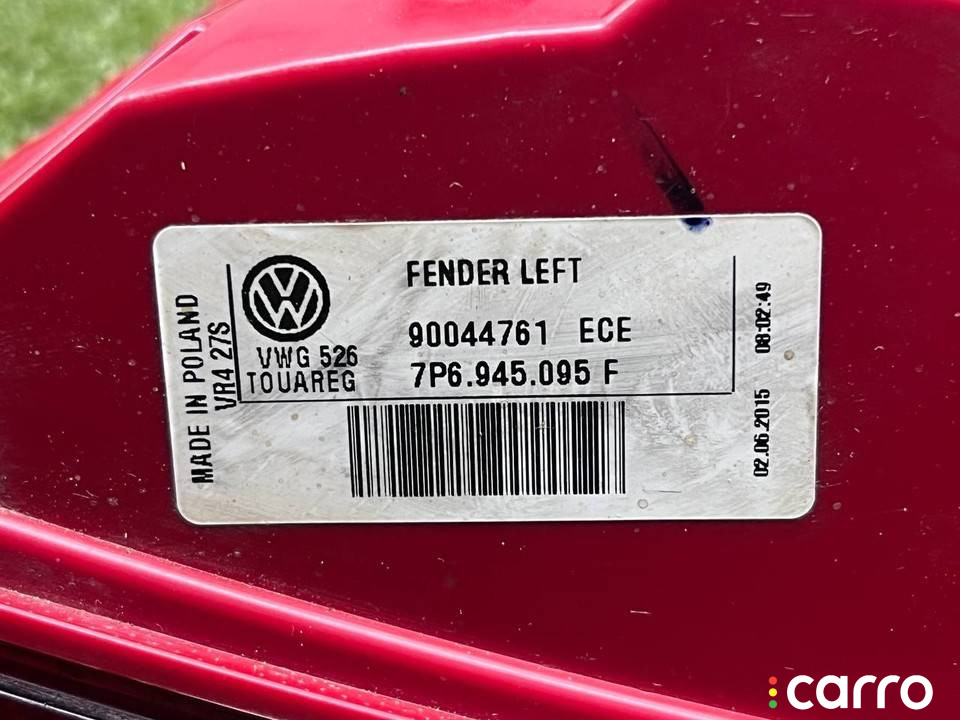 FENDER LEFT
90044761 ECE
7P6.945.095 F
VWG 526
TOUAREG
MADE IN POLAND
VR4 27S
02.06.2015 08:02:49
carro